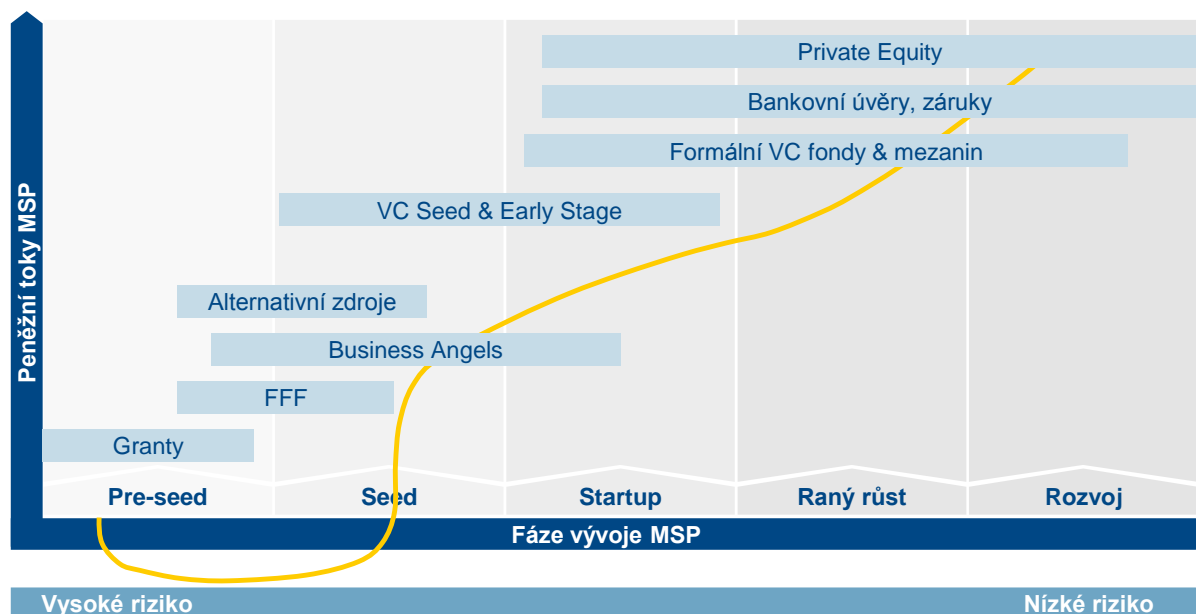 Peněžní toky MSP
Private Equity
Bankovní úvěry, záruky
Formální VC fondy & mezanin
VC Seed & Early Stage
Alternativní zdroje
Business Angels
FFF
Granty
Pre-seed
Seed
Startup
Raný růst
Rozvoj
Fáze vývoje MSP
Vysoké riziko
Nízké riziko